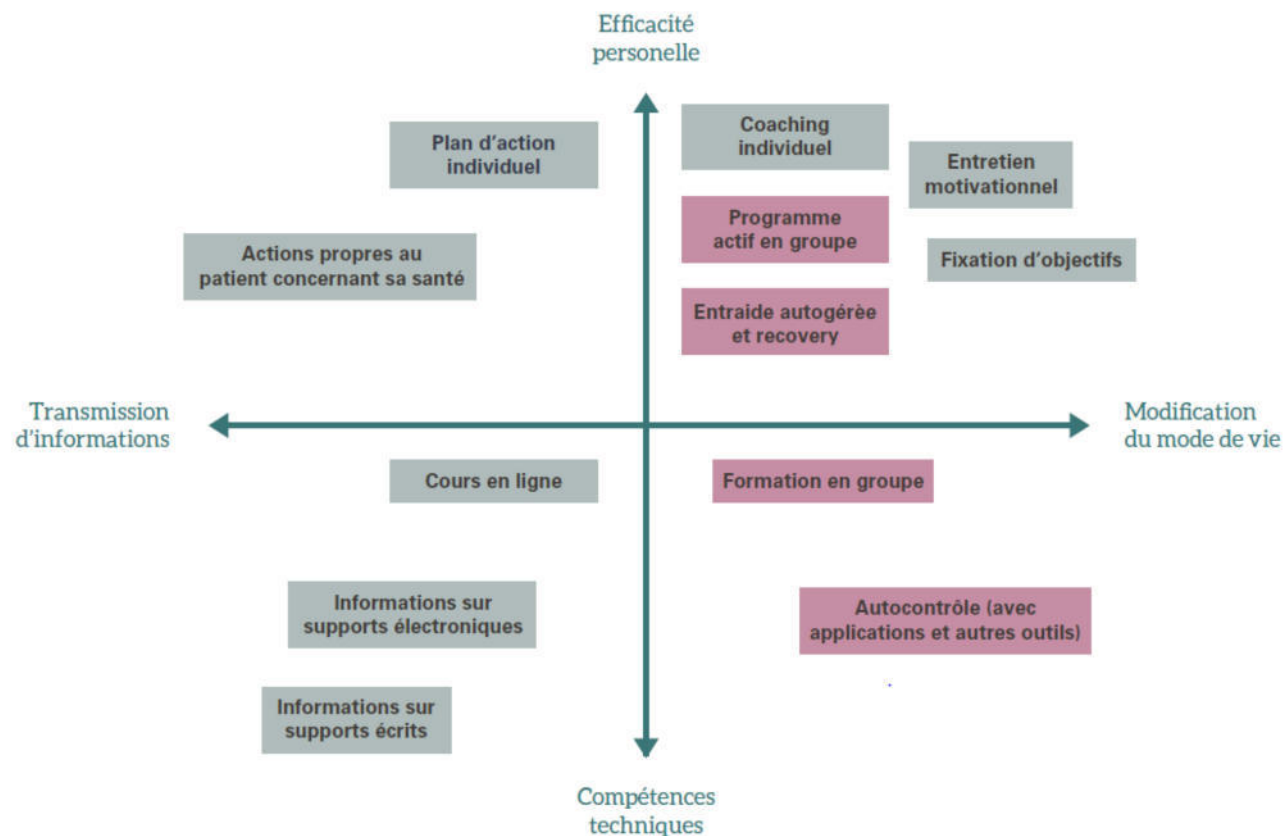 Efficacité
personelle
Plan d'action
individuel
Coaching
individuel
Entretien
motivationnel
Programme
actif en groupe
Actions propres au
patient concernant sa santé
Fixation d'objectifs
Entraide autogérèe
et recovery
Transmission
d'informations
Modification
du mode de vie
Cours en ligne
Formation en groupe
Informations sur
supports électroniques
Autocontrôle (avec
applications et autres outils)
Informations sur
supports écrits
Compétences
techniques